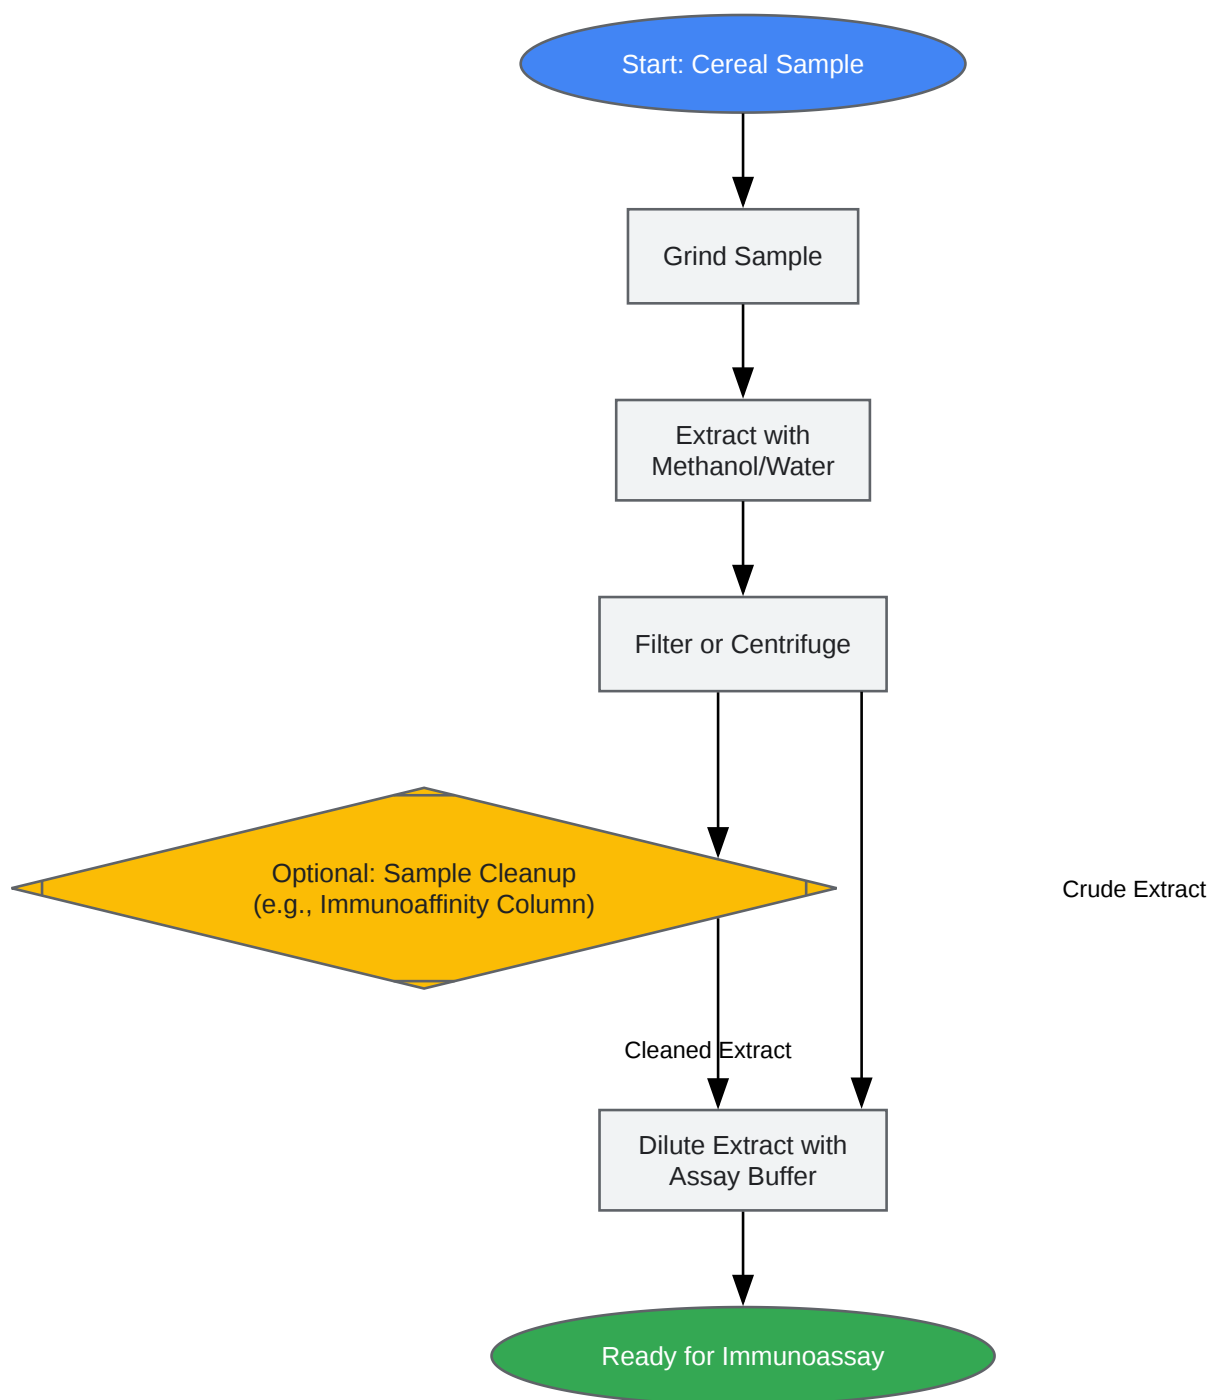 Start: Cereal Sample
Grind Sample
Extract with
Methanol/Water
Filter or Centrifuge
Optional: Sample Cleanup
(e.g., Immunoaffinity Column)
Crude Extract
Cleaned Extract
Dilute Extract with
Assay Buffer
Ready for Immunoassay